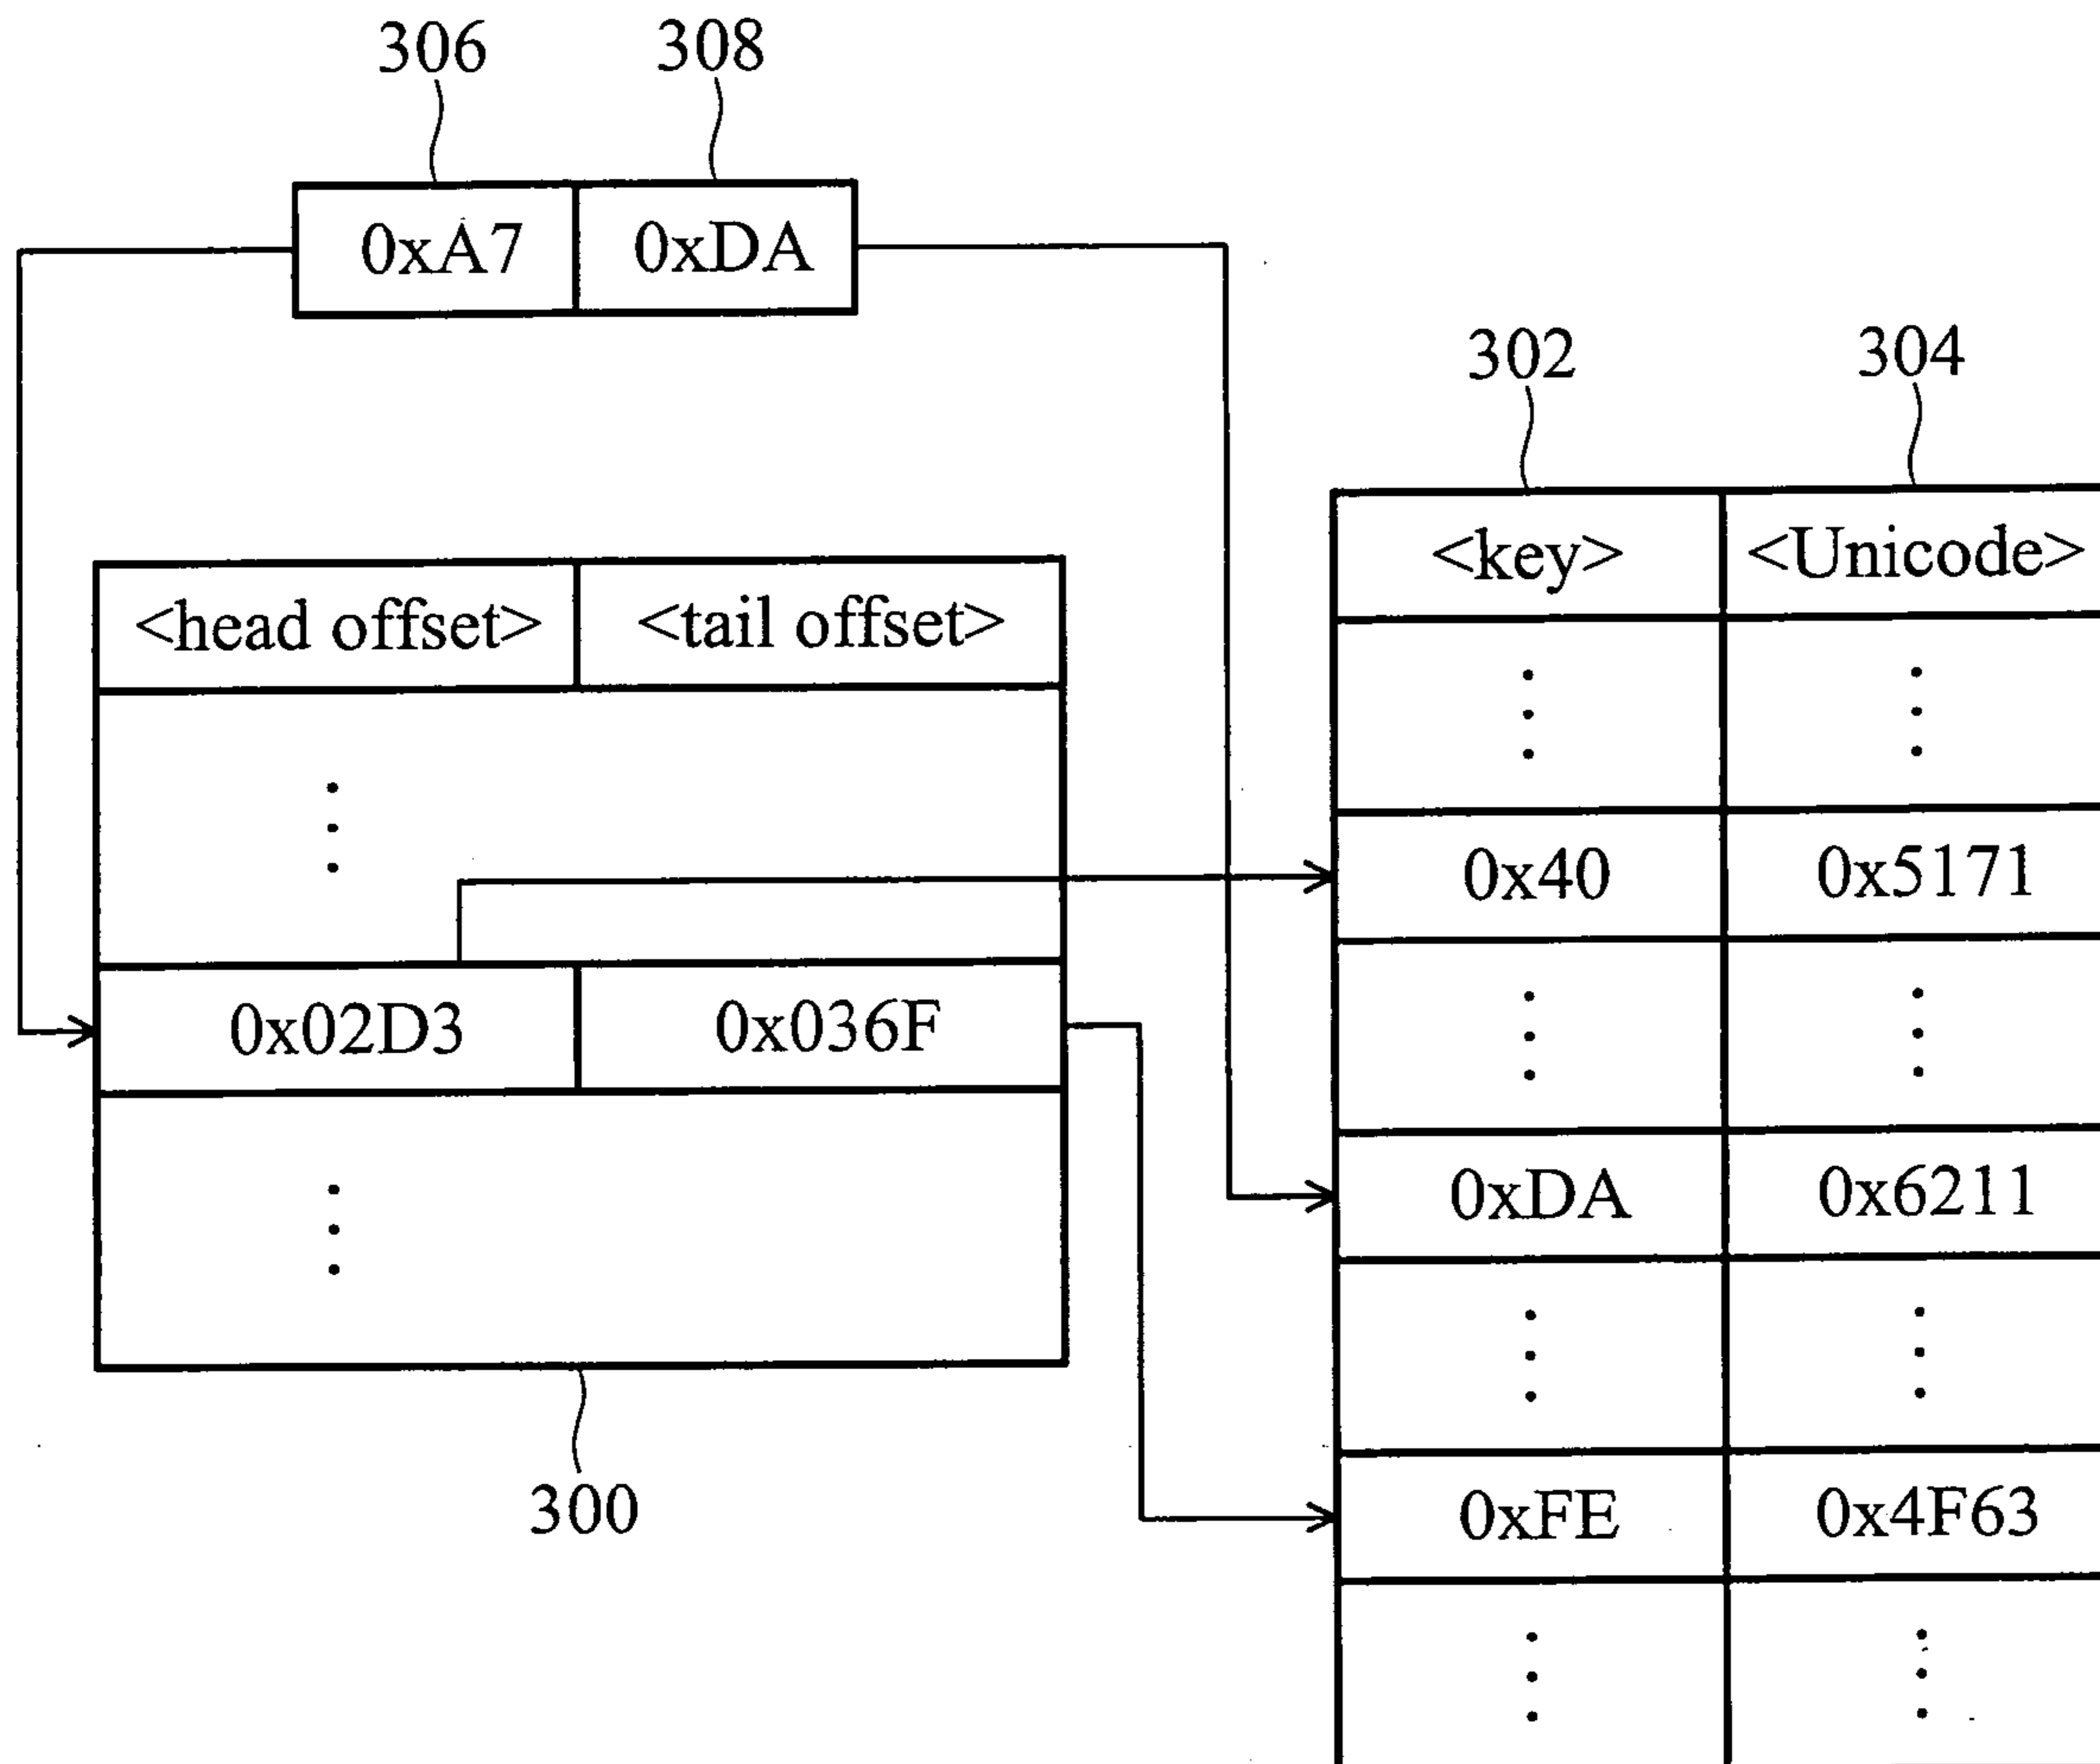 306 308
0xA7 0xDA
302 304
<key> <Unicode>
<head offset> <tail offset>
0x40 0x5171
0x02D3 0x036F
0xDA 0x6211
0xFE 0x4F63
300